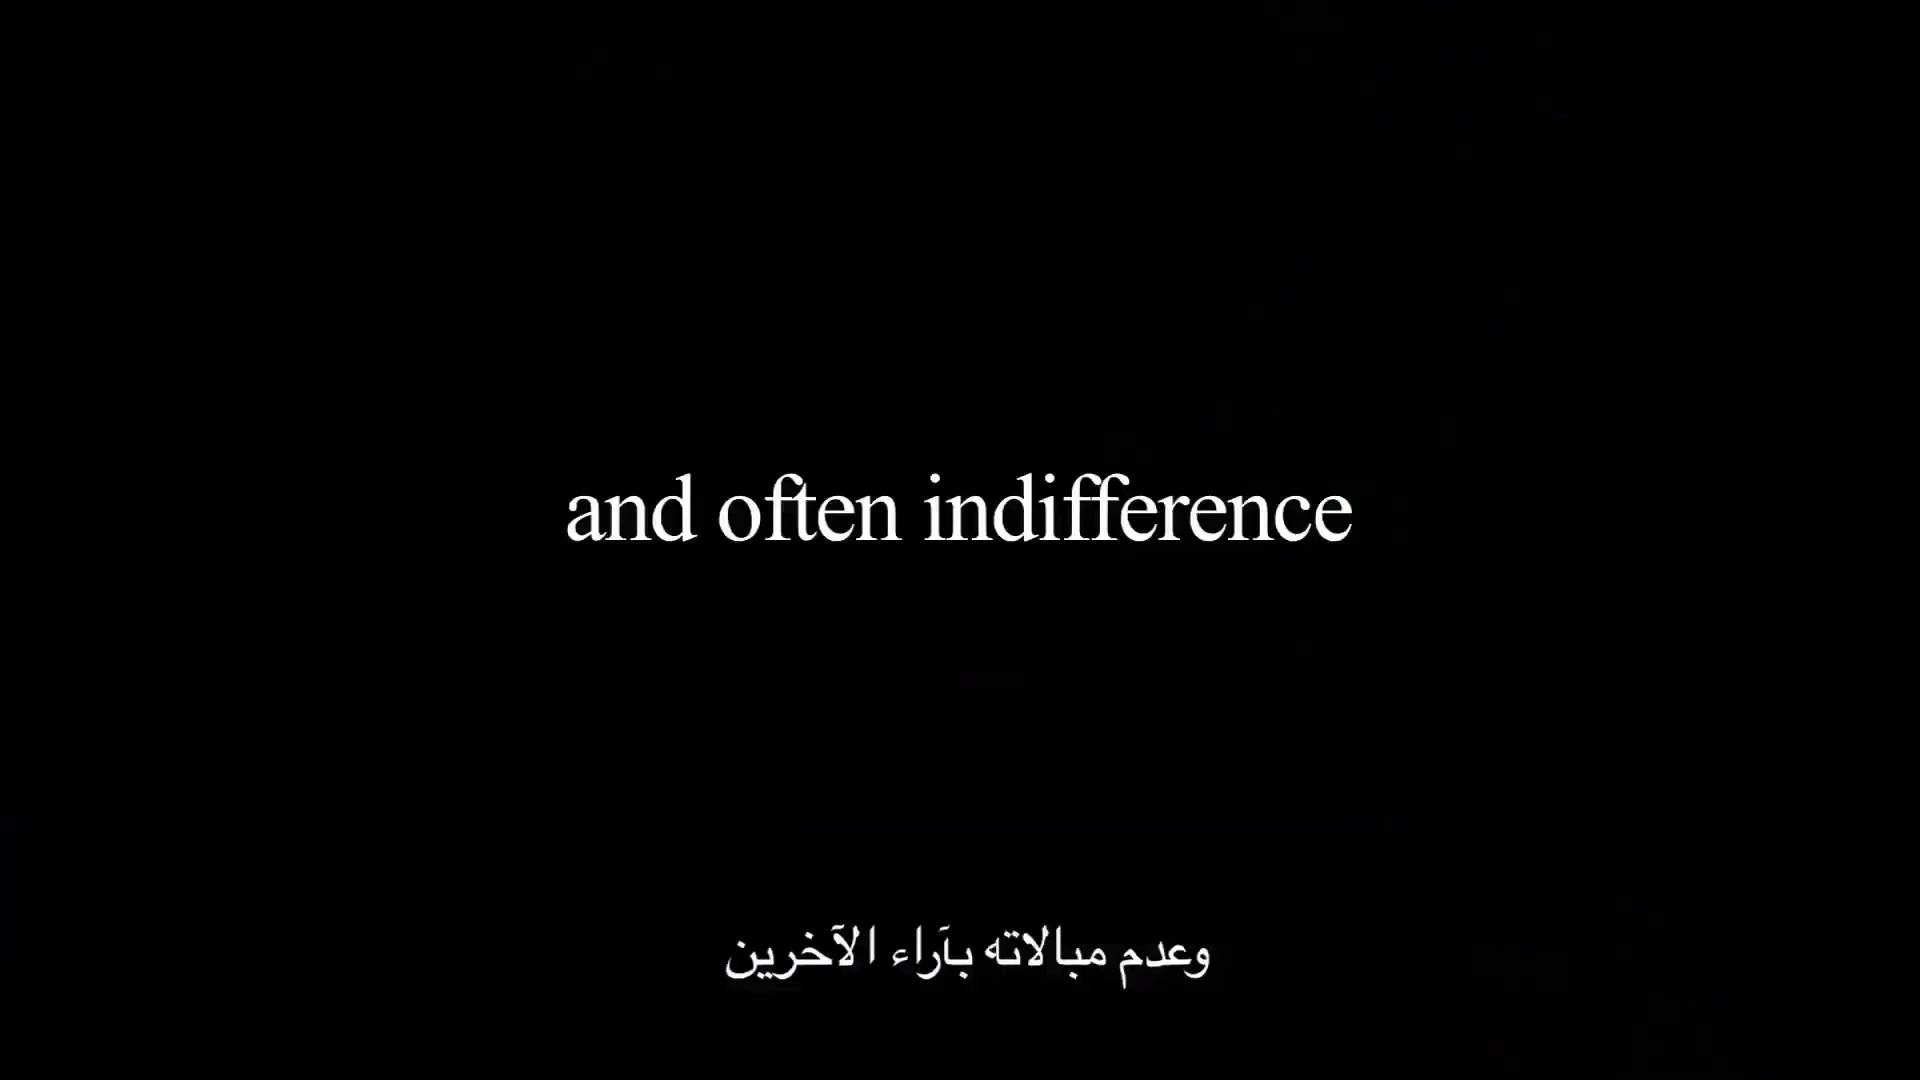 and often indifference
وعدم مبالاته بآراء الآخرين